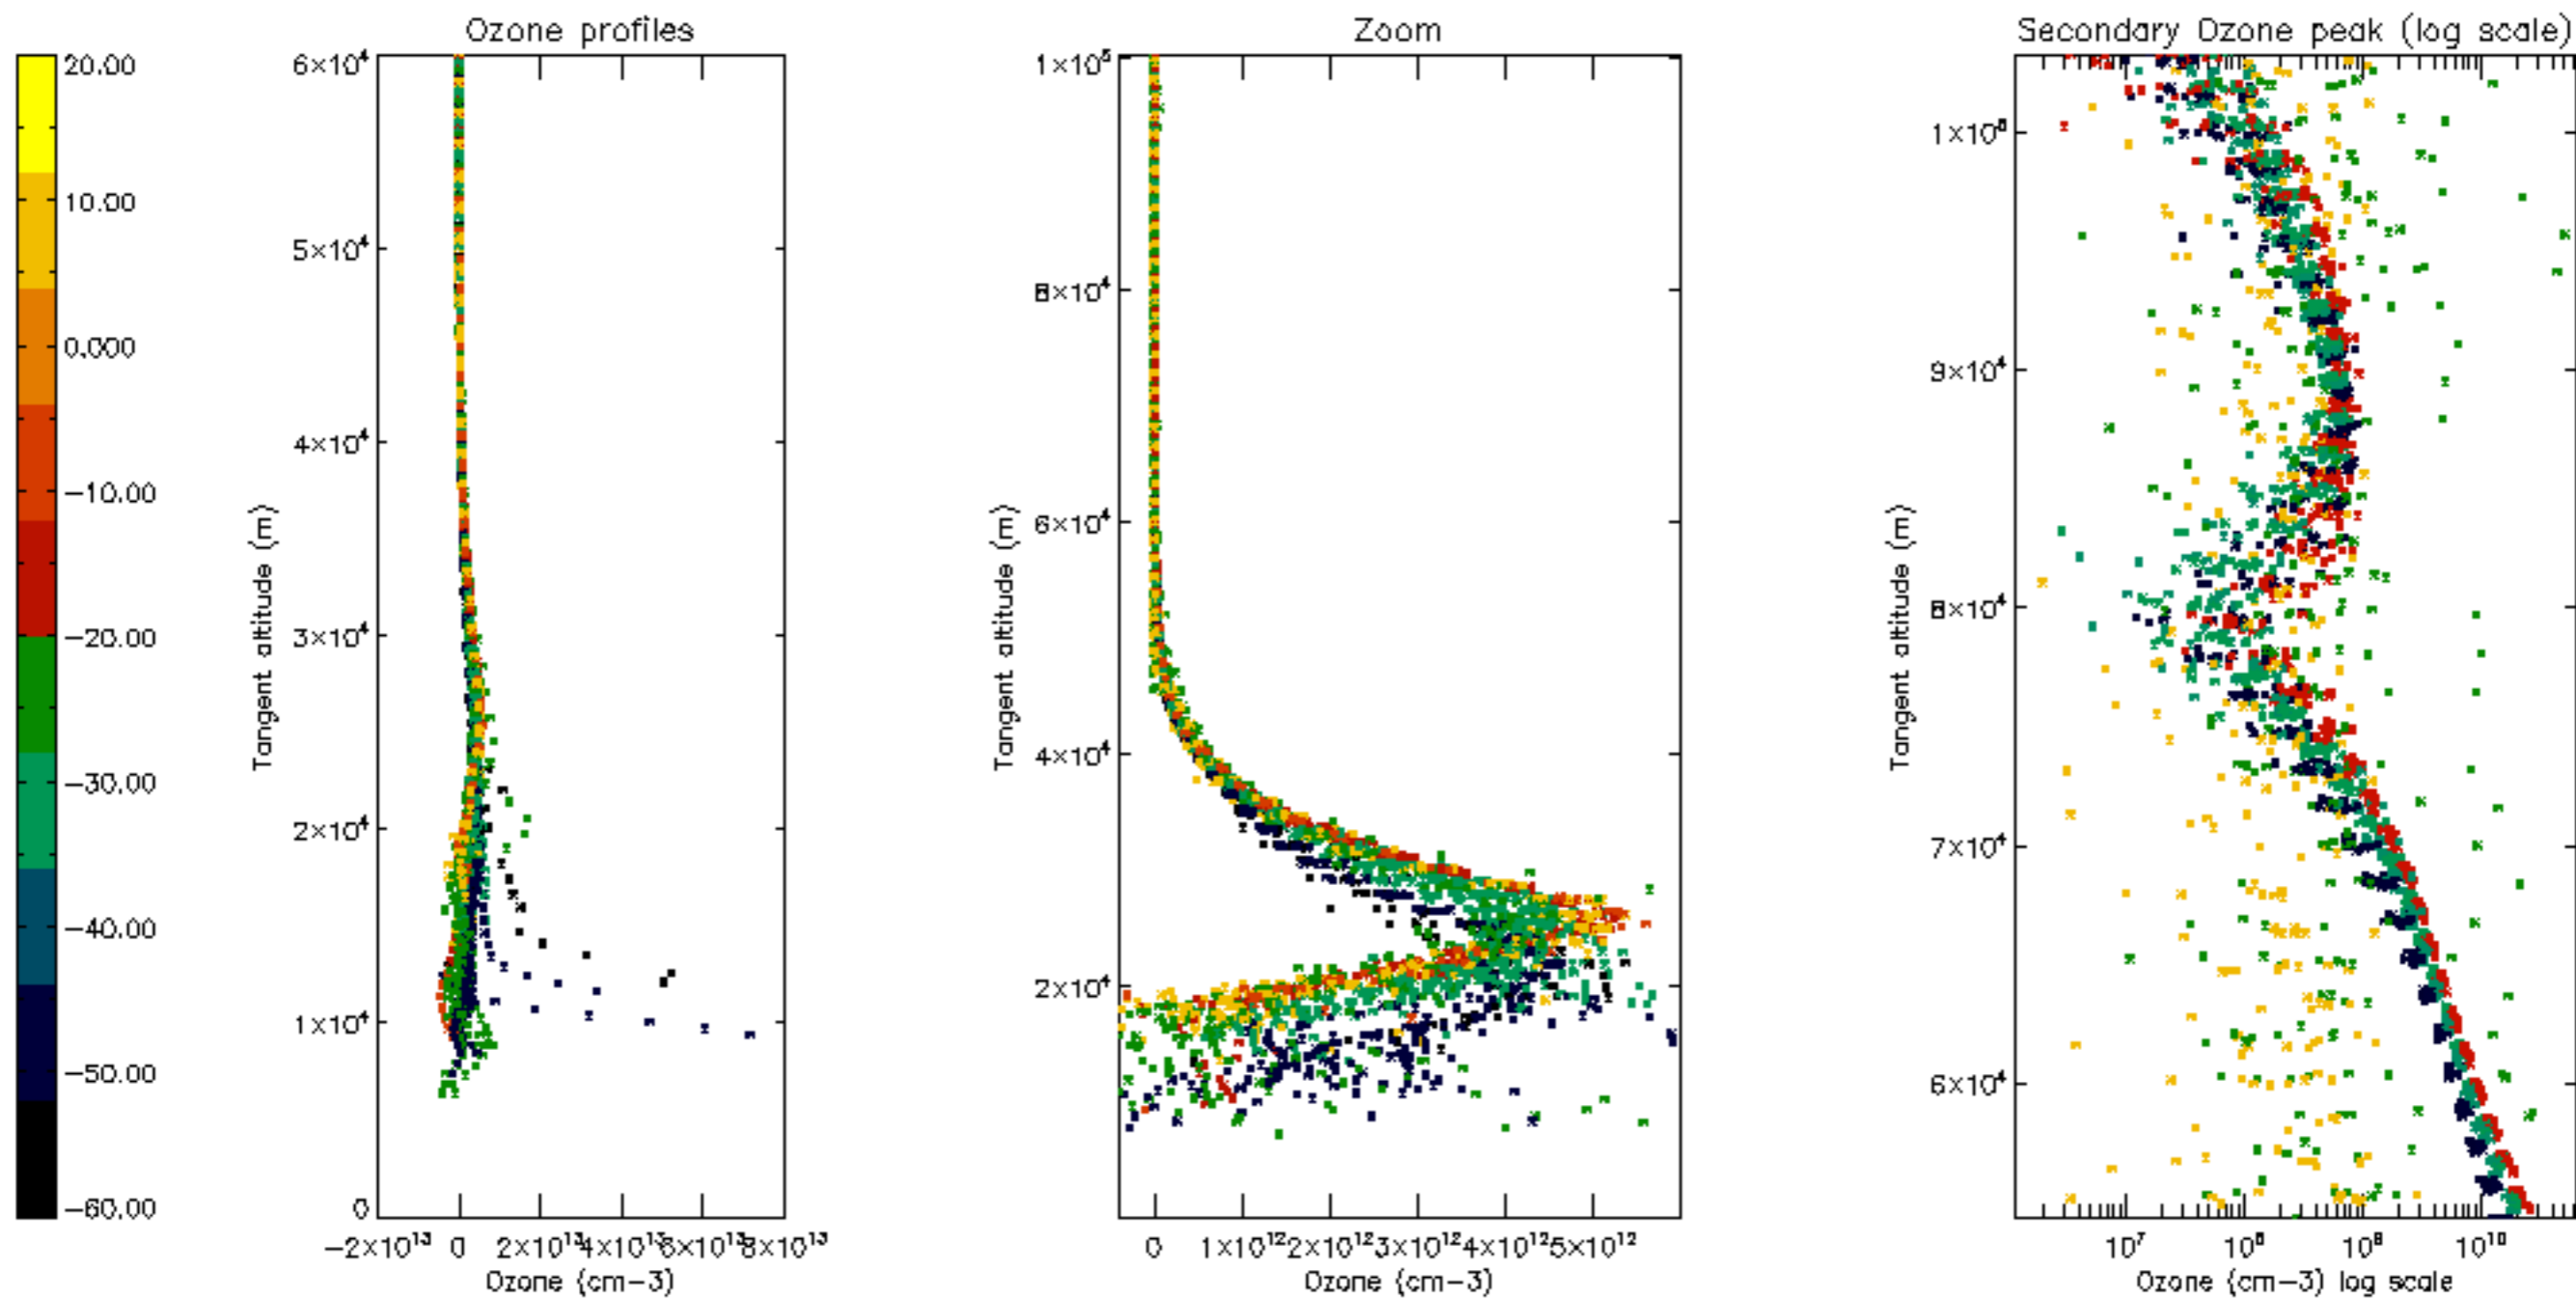 Ozone profiles
Zoom
Secondary Ozone peak (log scale)
20.00
10.00
0.000
−10.00
−20.00
−30.00
−40.00
−50.00
−60.00
6×10⁴
5×10⁴
4×10⁴
3×10⁴
2×10⁴
1×10⁴
0
Tangent altitude (m)
−2×10¹³ 0 2×10¹³4×10¹³6×10¹³8×10¹³
Ozone (cm−3)
1×10⁵
8×10⁴
6×10⁴
4×10⁴
2×10⁴
Tangent altitude (m)
0 1×10¹²2×10¹²3×10¹²4×10¹²5×10¹²
Ozone (cm−3)
1×10⁵
9×10⁴
8×10⁴
7×10⁴
6×10⁴
Tangent altitude (m)
10⁷ 10⁸ 10⁹ 10¹⁰
Ozone (cm−3) log scale